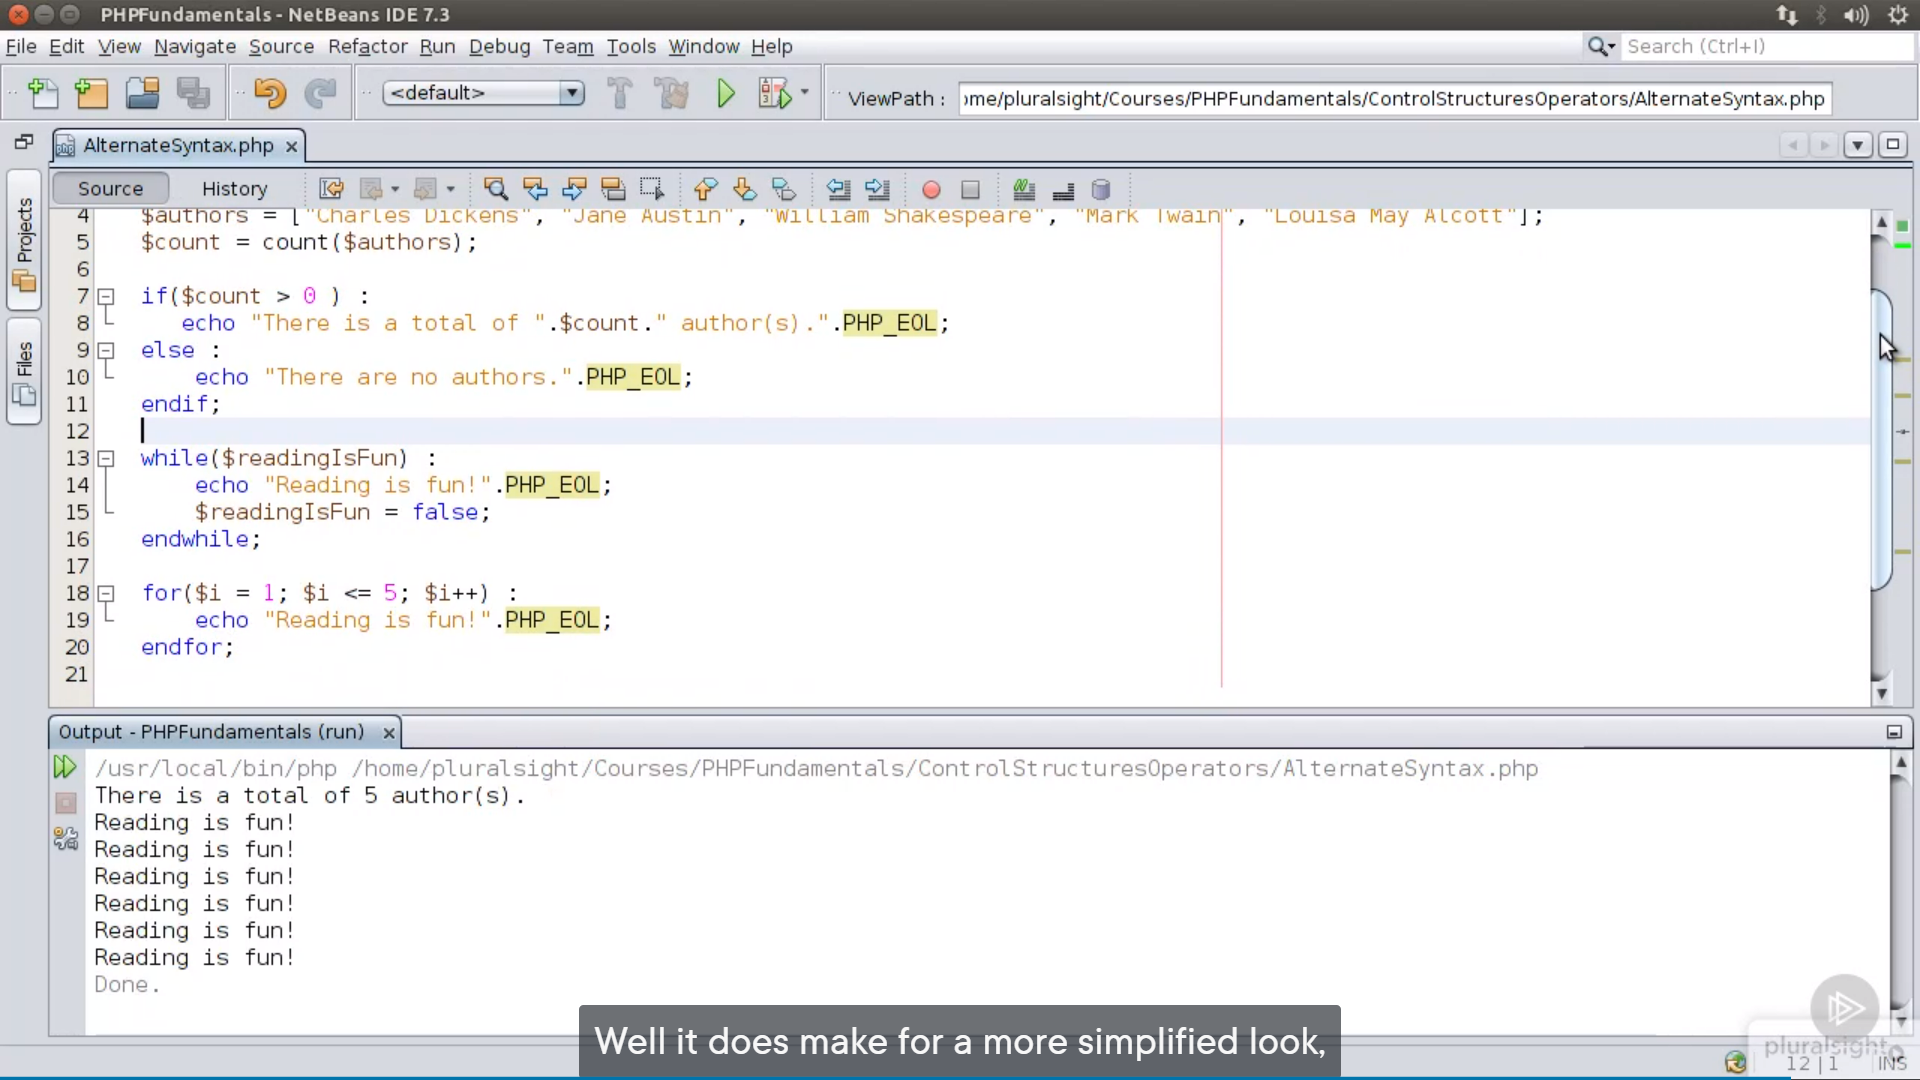 PHPFundamentals - NetBeans IDE 7.3
File Edit View Navigate Source Refactor Run Debug Team Tools Window Help
Search (Ctrl+I)
<default>
ViewPath : ome/pluralsight/Courses/PHPFundamentals/ControlStructuresOperators/AlternateSyntax.php
AlternateSyntax.php
Source History
Projects
Files
4 $authors = ["Charles Dickens", "Jane Austin", "William Shakespeare", "Mark Twain", "Louisa May Alcott"];
5 $count = count($authors);
6
7 if($count > 0 ) :
8 echo "There is a total of ".$count." author(s).".PHP_EOL;
9 else :
10 echo "There are no authors.".PHP_EOL;
11 endif;
12
13 while($readingIsFun) :
14 echo "Reading is fun!".PHP_EOL;
15 $readingIsFun = false;
16 endwhile;
17
18 for($i = 1; $i <= 5; $i++) :
19 echo "Reading is fun!".PHP_EOL;
20 endfor;
21
Output - PHPFundamentals (run)
/usr/local/bin/php /home/pluralsight/Courses/PHPFundamentals/ControlStructuresOperators/AlternateSyntax.php
There is a total of 5 author(s).
Reading is fun!
Reading is fun!
Reading is fun!
Reading is fun!
Reading is fun!
Reading is fun!
Done.
Well it does make for a more simplified look,
pluralsight
12 | 1 INS